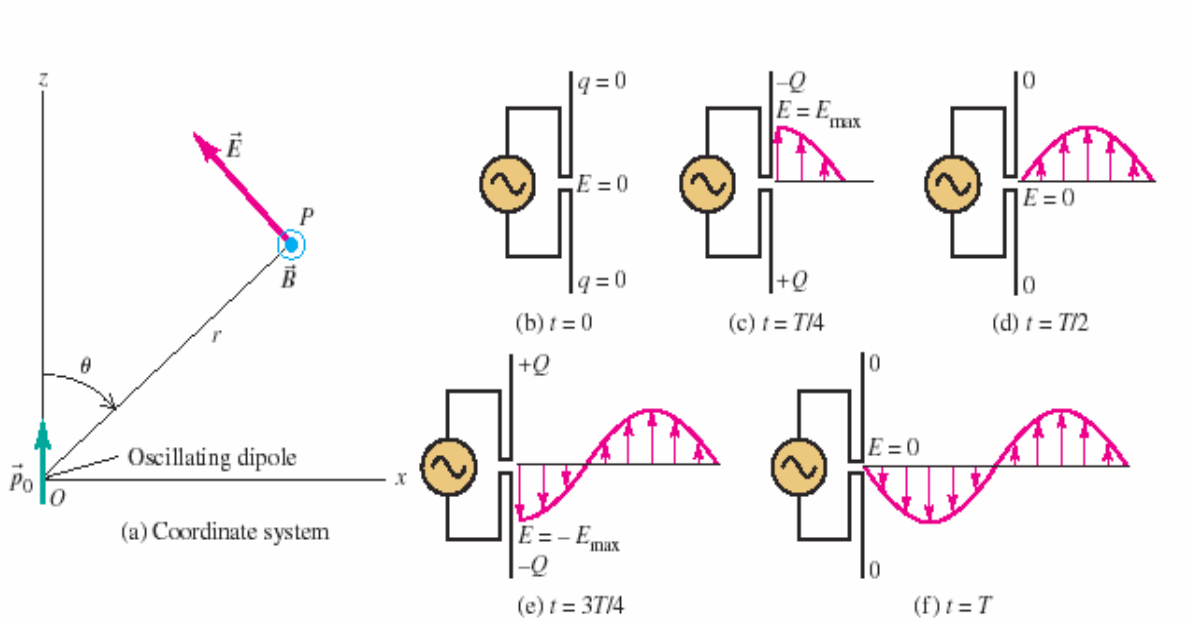 z
E⃗
P
B⃗
r
θ
Oscillating dipole
p⃗₀
O
x
(a) Coordinate system
q = 0
E = 0
q = 0
(b) t = 0
–Q
E = Emax
+Q
(c) t = T/4
0
E = 0
0
(d) t = T/2
+Q
E = – Emax
–Q
(e) t = 3T/4
0
E = 0
0
(f) t = T